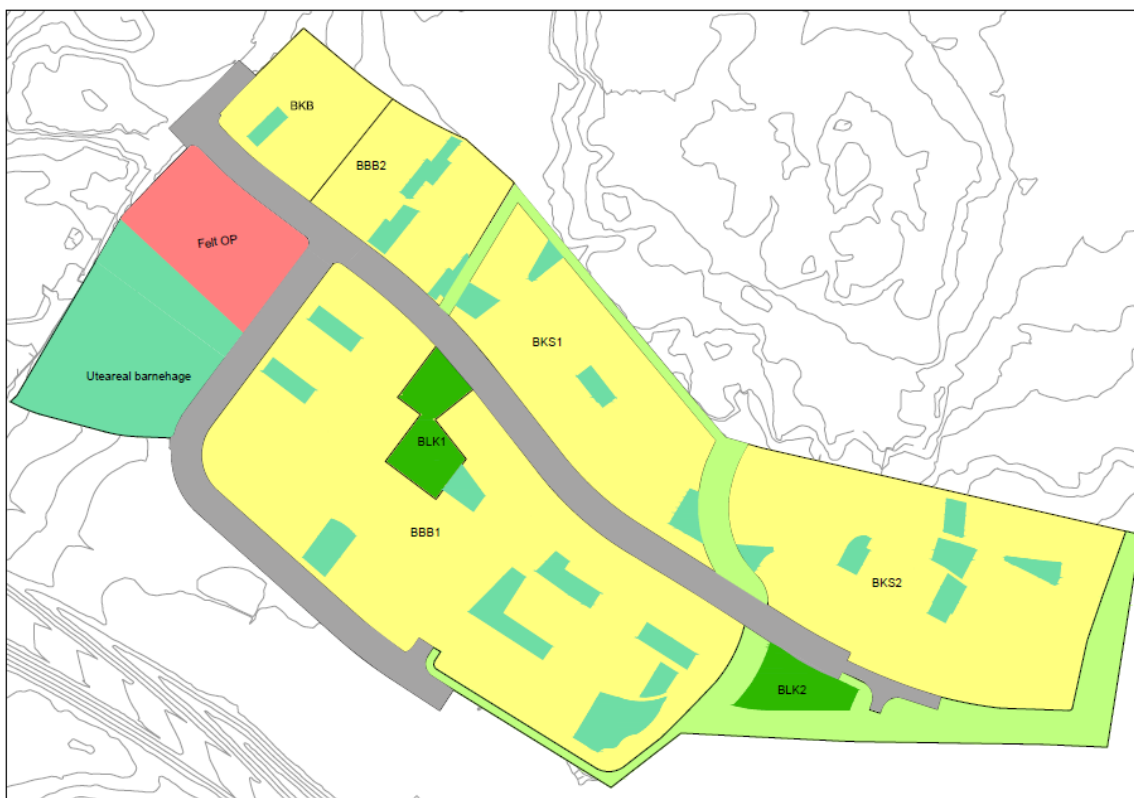 BKB
BBB2
Felt OP
BKS1
Uteareal barnehage
BLK1
BBB1
BKS2
BLK2